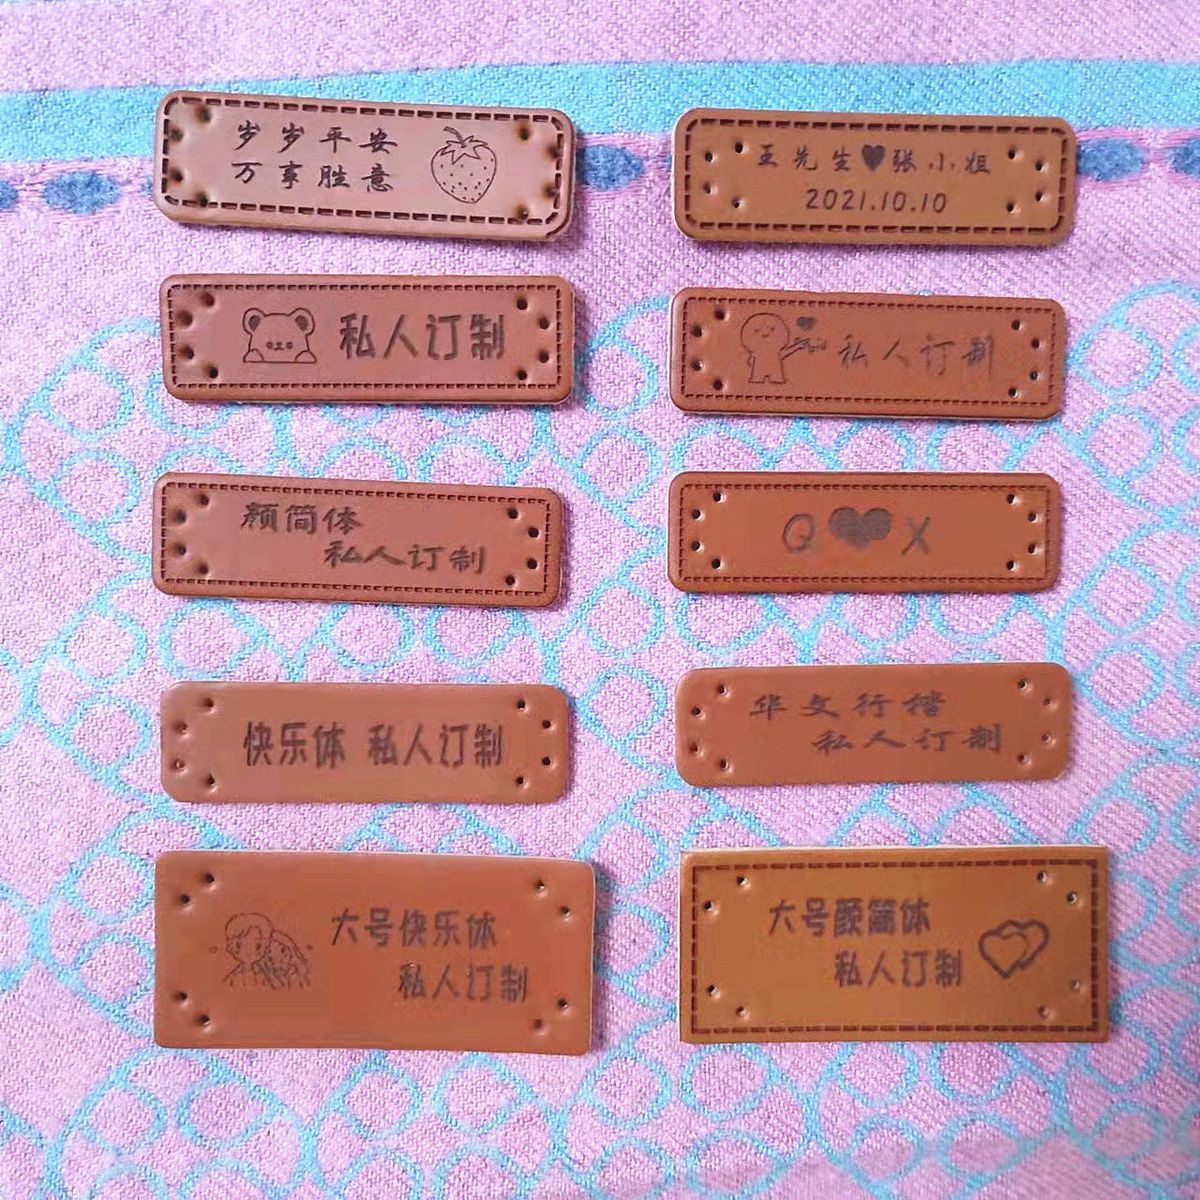 岁岁平安
万事胜意
王先生♥张小姐
2021.10.10
私人订制
私人订制
颜简体
私人订制
Q♥X
快乐体 私人订制
华文行楷
私人订制
大号快乐体
私人订制
大号颜简体
私人订制